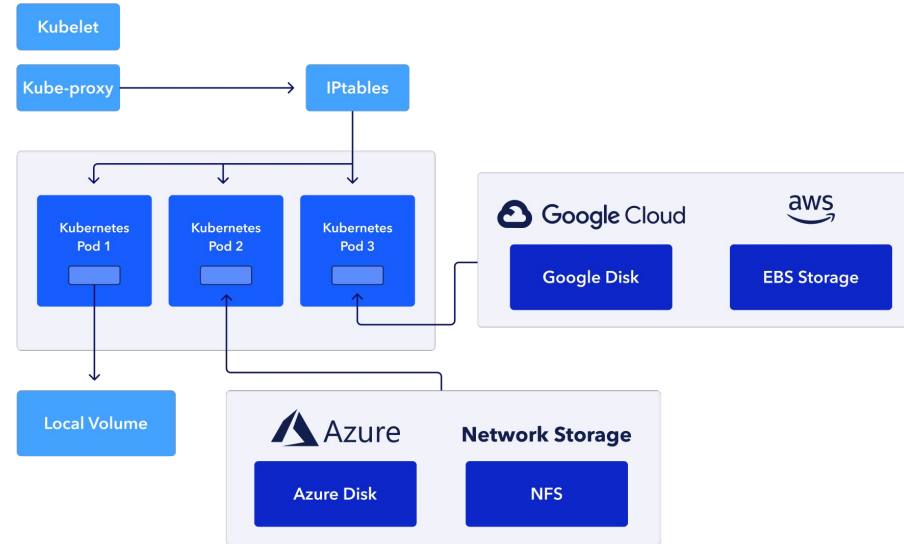 Kubelet
Kube-proxy
IPtables
Kubernetes
Pod 1
Kubernetes
Pod 2
Kubernetes
Pod 3
Google Cloud
aws
Google Disk
EBS Storage
Local Volume
Azure
Network Storage
Azure Disk
NFS